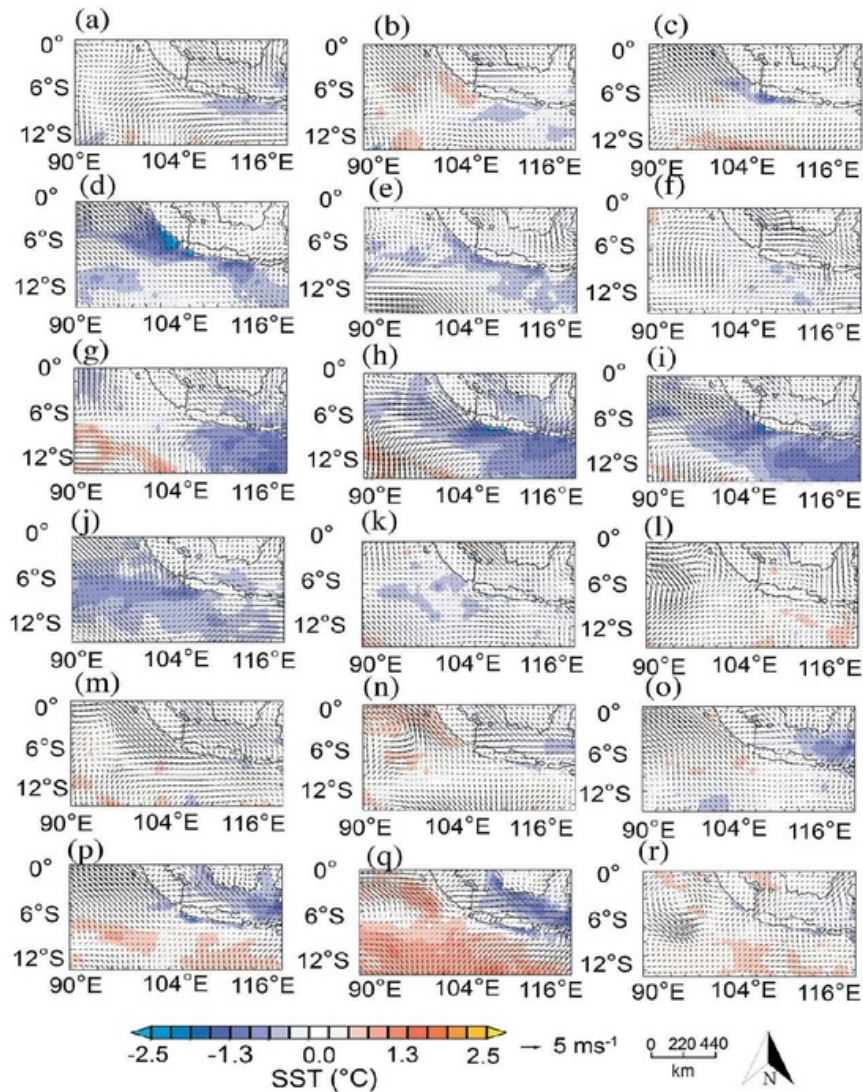 (a) (b) (c)
0° 0° 0°
6° 6°S 6°S
12°S 12°S 12°S
90°E 104°E 116°E 90°E 104°E 116°E 90°E 104°E 116°E
(d) (e) (f)
0° 0° 0°
6°S 6°S 6°S
12°S 12°S 12°S
90°E 104°E 116°E 90°E 104°E 116°E 90°E 104°E 116°E
(g) (h) (i)
0° 0° 0°
6°S 6°S 6°S
12°S 12°S 12°S
90°E 104°E 116°E 90°E 104°E 116°E 90°E 104°E 116°E
(j) (k) (l)
0° 0° 0°
6°S 6°S 6°S
12°S 12°S 12°S
90°E 104°E 116°E 90°E 104°E 116°E 90°E 104°E 116°E
(m) (n) (o)
0° 0° 0°
6°S 6°S 6°S
12°S 12°S 12°S
90°E 104°E 116°E 90°E 104°E 116°E 90°E 104°E 116°E
(p) (q) (r)
0° 0° 0°
6°S 6°S 6°S
12°S 12°S 12°S
90°E 104°E 116°E 90°E 104°E 116°E 90°E 104°E 116°E
-2.5 -1.3 0.0 1.3 2.5 → 5 ms⁻¹ 0 220 440
SST (°C) km N